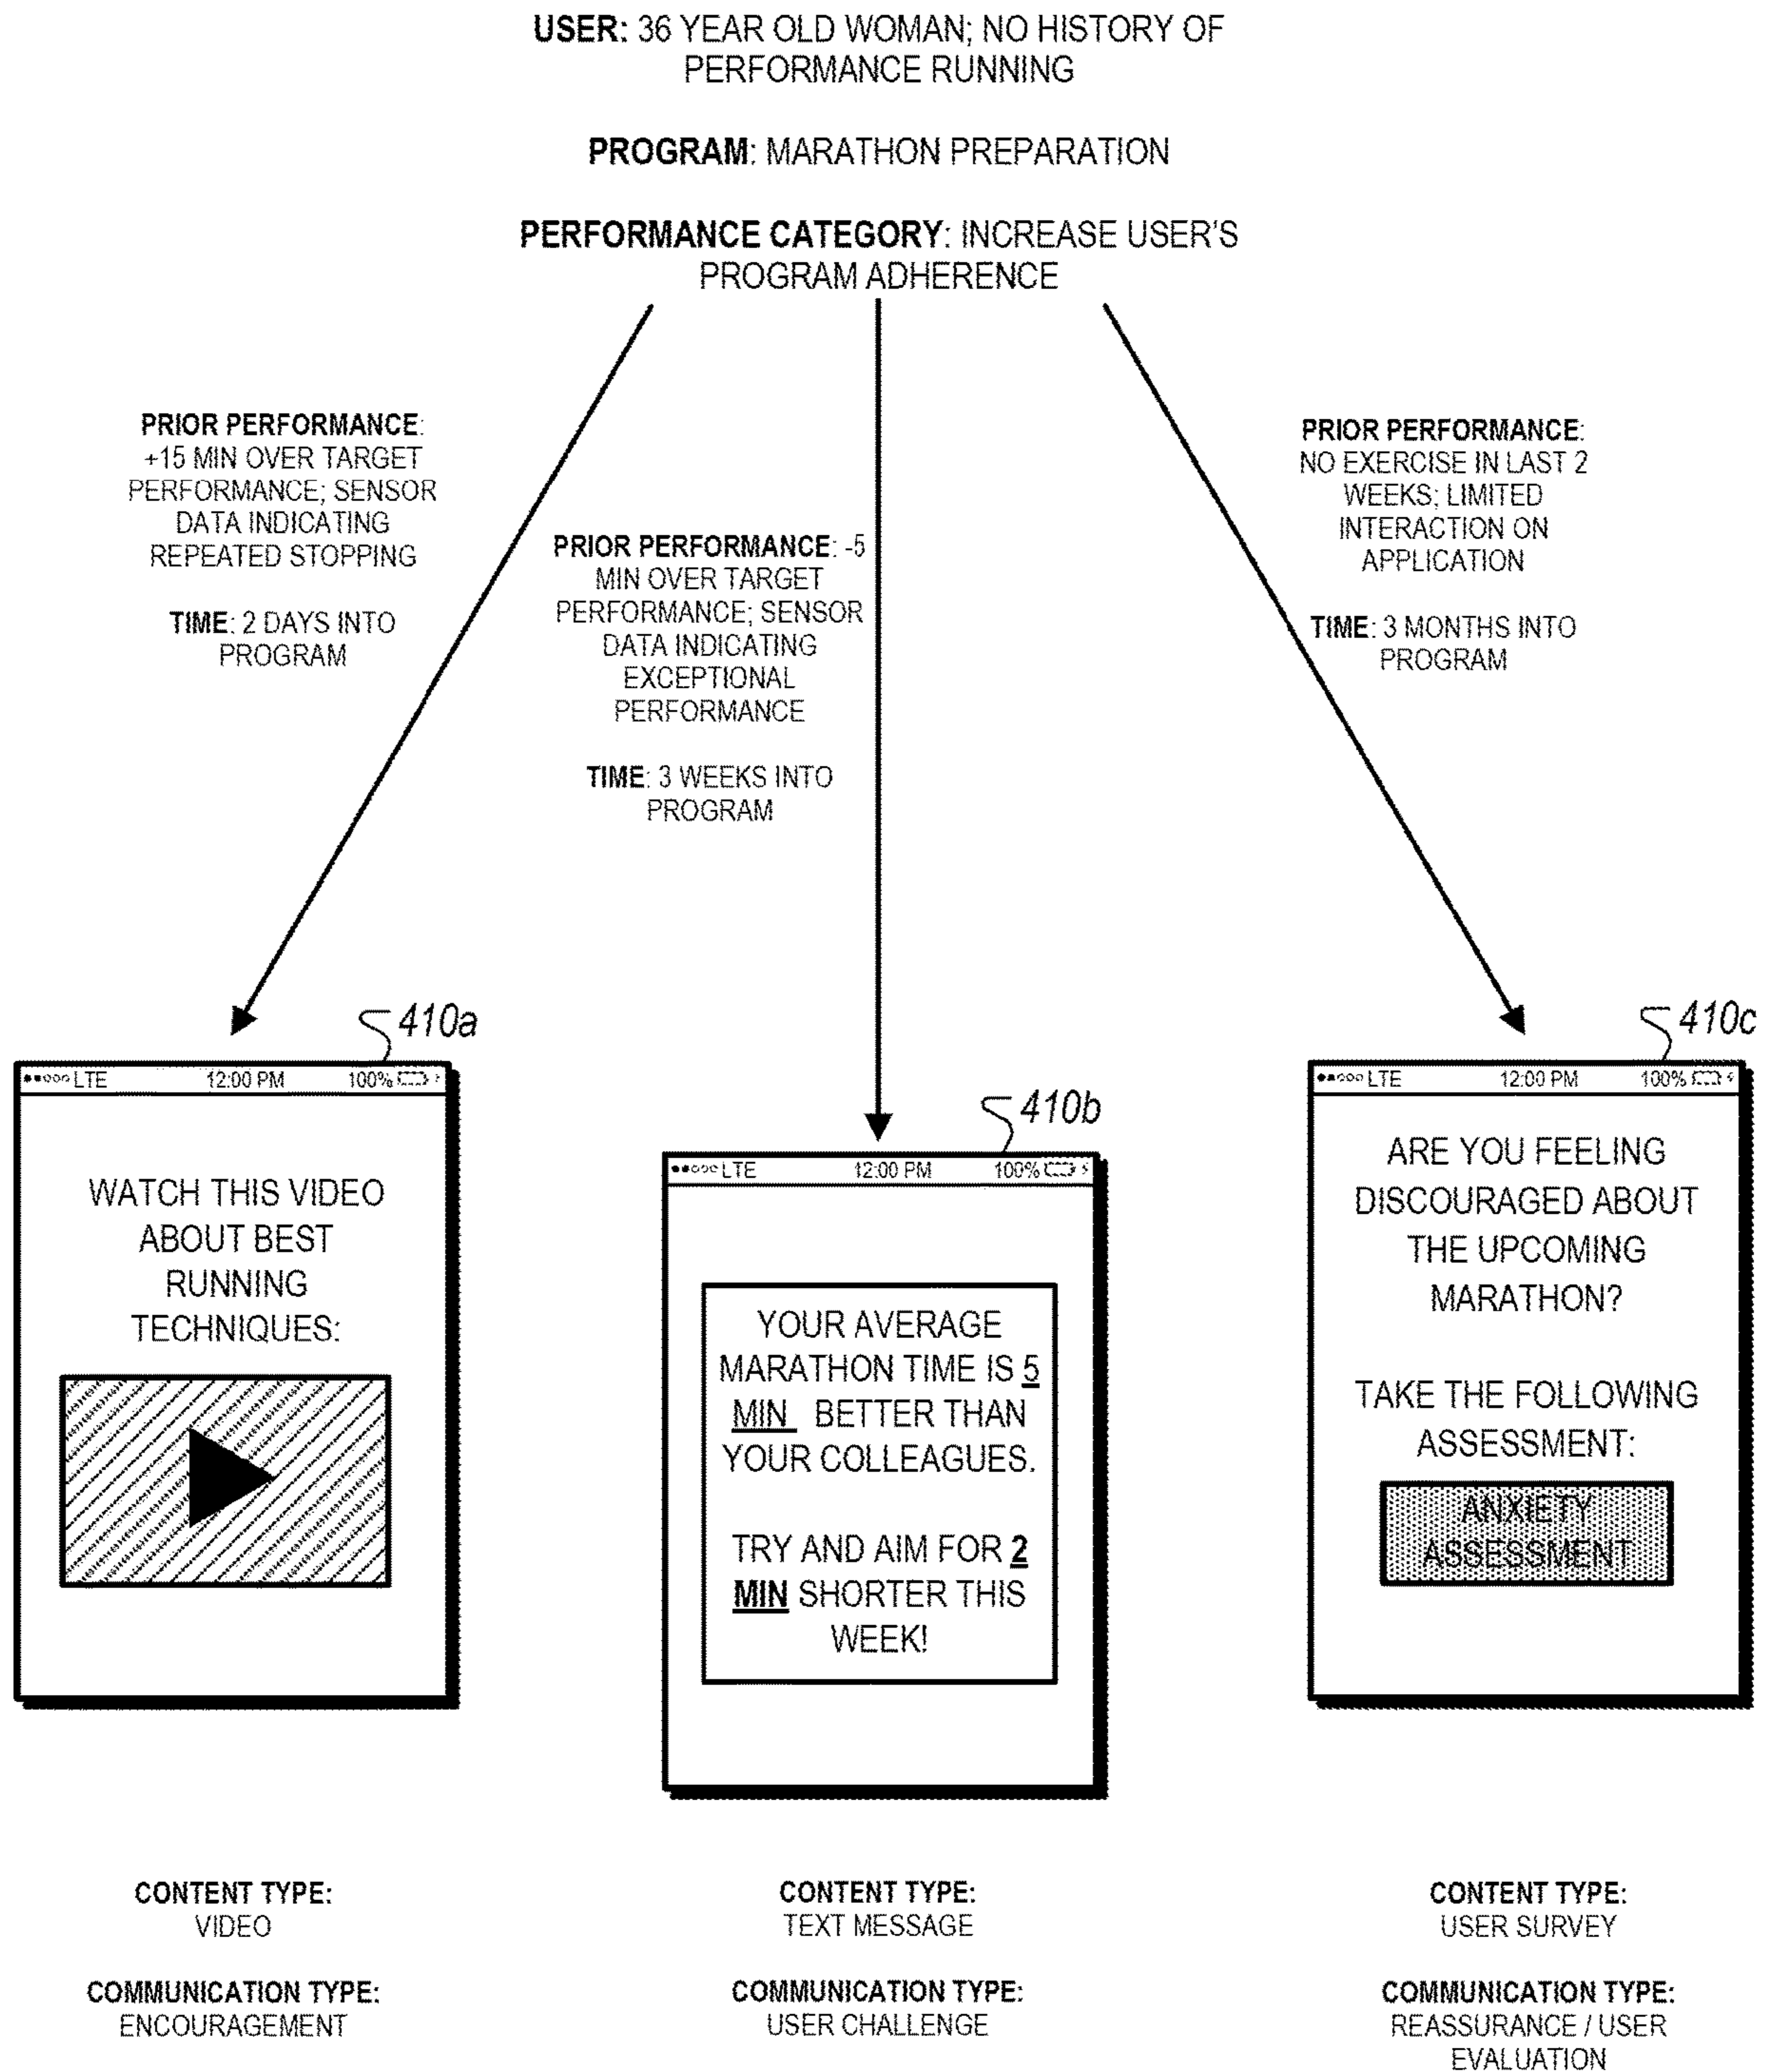 USER: 36 YEAR OLD WOMAN; NO HISTORY OF
PERFORMANCE RUNNING
PROGRAM: MARATHON PREPARATION
PERFORMANCE CATEGORY: INCREASE USER'S
PROGRAM ADHERENCE
PRIOR PERFORMANCE:
+15 MIN OVER TARGET
PERFORMANCE; SENSOR
DATA INDICATING
REPEATED STOPPING
TIME: 2 DAYS INTO
PROGRAM
PRIOR PERFORMANCE: -5
MIN OVER TARGET
PERFORMANCE; SENSOR
DATA INDICATING
EXCEPTIONAL
PERFORMANCE
TIME: 3 WEEKS INTO
PROGRAM
PRIOR PERFORMANCE:
NO EXERCISE IN LAST 2
WEEKS; LIMITED
INTERACTION ON
APPLICATION
TIME: 3 MONTHS INTO
PROGRAM
410a
LTE 12:00 PM 100%
WATCH THIS VIDEO
ABOUT BEST
RUNNING
TECHNIQUES:
410b
LTE 12:00 PM 100%
YOUR AVERAGE
MARATHON TIME IS 5
MIN BETTER THAN
YOUR COLLEAGUES.
TRY AND AIM FOR 2
MIN SHORTER THIS
WEEK!
410c
LTE 12:00 PM 100%
ARE YOU FEELING
DISCOURAGED ABOUT
THE UPCOMING
MARATHON?
TAKE THE FOLLOWING
ASSESSMENT:
ANXIETY
ASSESSMENT
CONTENT TYPE:
VIDEO
COMMUNICATION TYPE:
ENCOURAGEMENT
CONTENT TYPE:
TEXT MESSAGE
COMMUNICATION TYPE:
USER CHALLENGE
CONTENT TYPE:
USER SURVEY
COMMUNICATION TYPE:
REASSURANCE / USER
EVALUATION